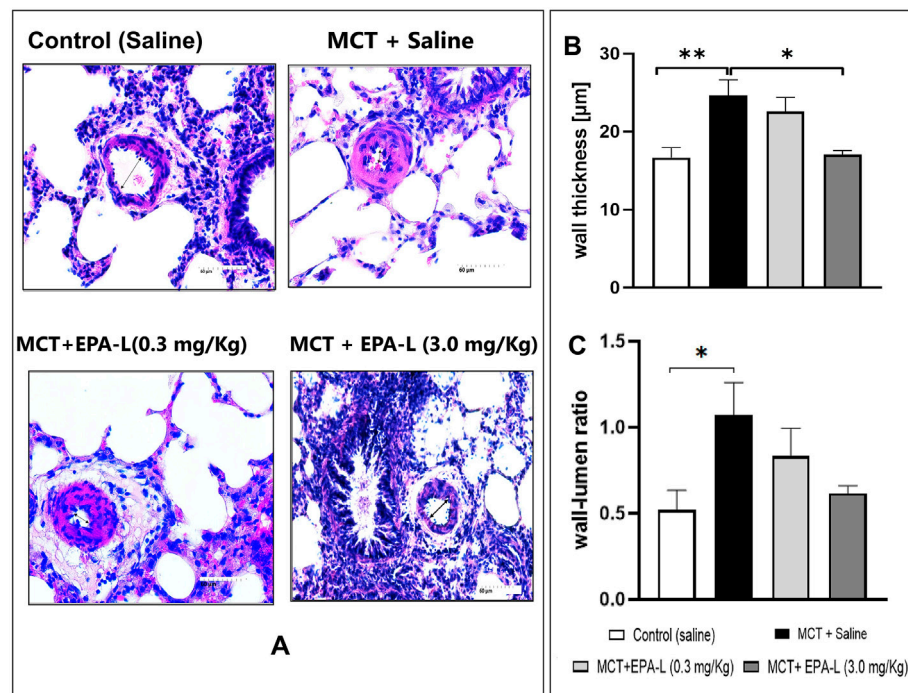 Control (Saline)
MCT + Saline
60 μm
60 μm
MCT+EPA-L(0.3 mg/Kg)
MCT + EPA-L (3.0 mg/Kg)
60 μm
A
B
wall thickness [μm]
30
20
10
0
**
*
C
wall-lumen ratio
1.5
1.0
0.5
0.0
*
Control (saline)
MCT + Saline
MCT+EPA-L (0.3 mg/Kg)
MCT+ EPA-L (3.0 mg/Kg)